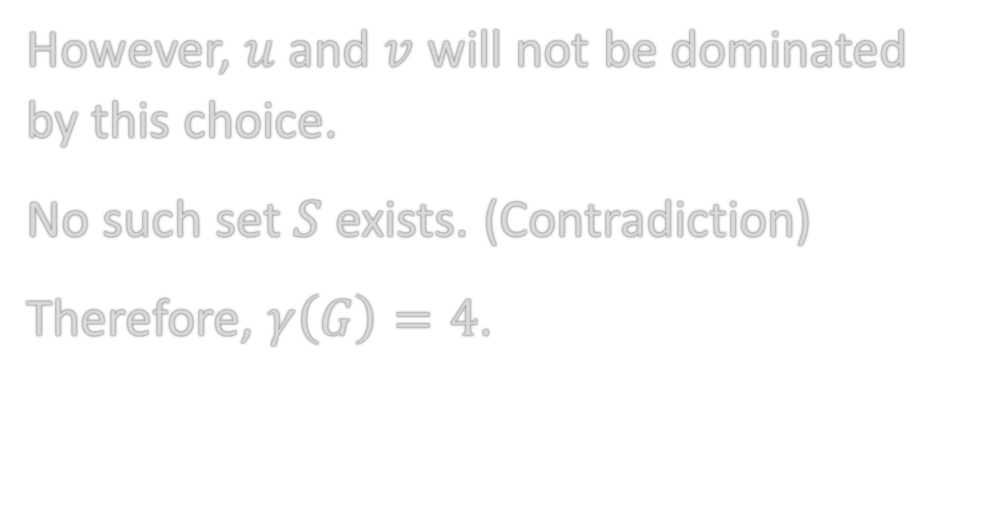 However, 𝑢 and 𝑣 will not be dominated
by this choice.
No such set 𝑆 exists. (Contradiction)
Therefore, 𝛾(𝐺) = 4.